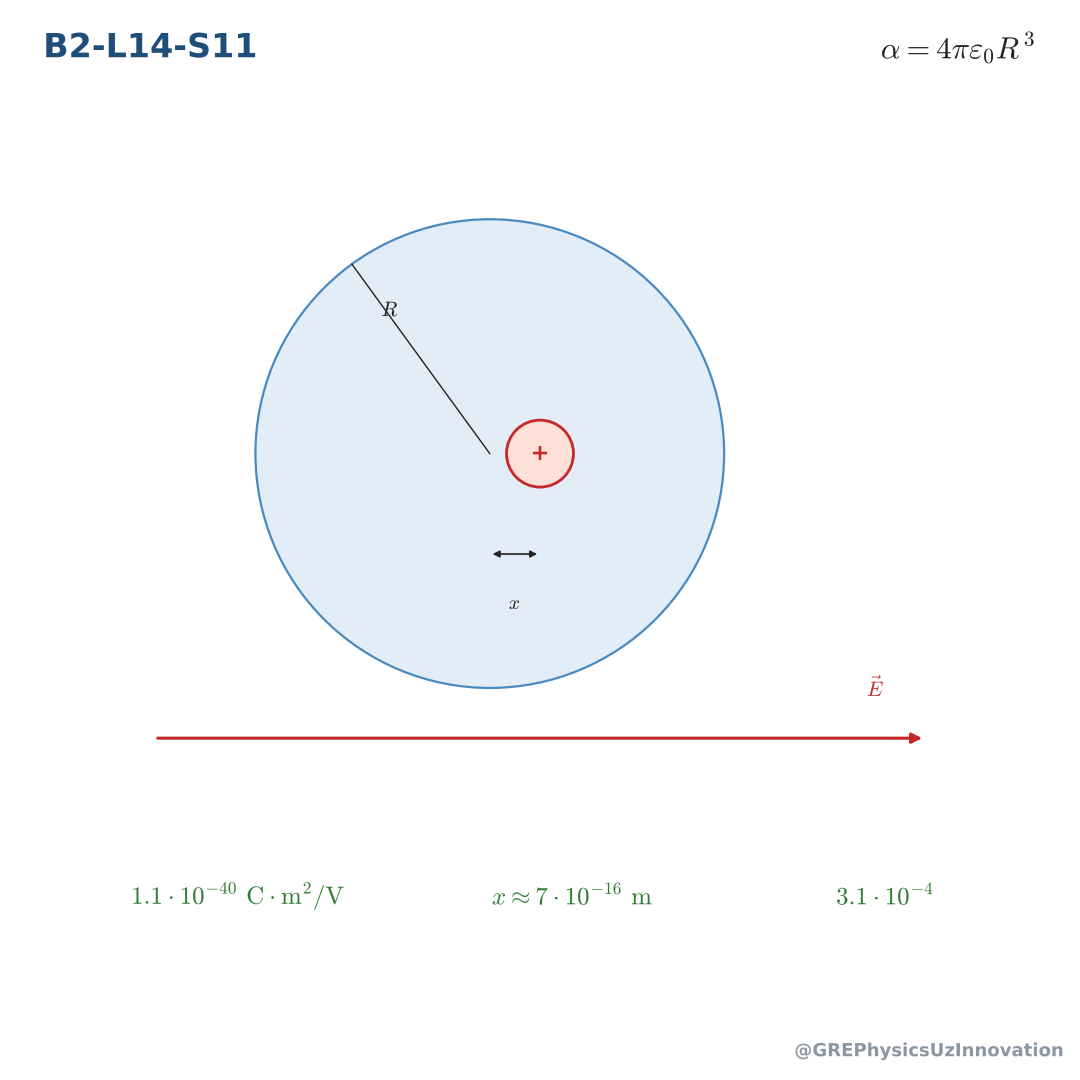 B2-L14-S11
α = 4πε₀R³
R
+
x
E⃗
1.1 · 10⁻⁴⁰ C · m²/V
x ≈ 7 · 10⁻¹⁶ m
3.1 · 10⁻⁴
@GREPhysicsUzInnovation